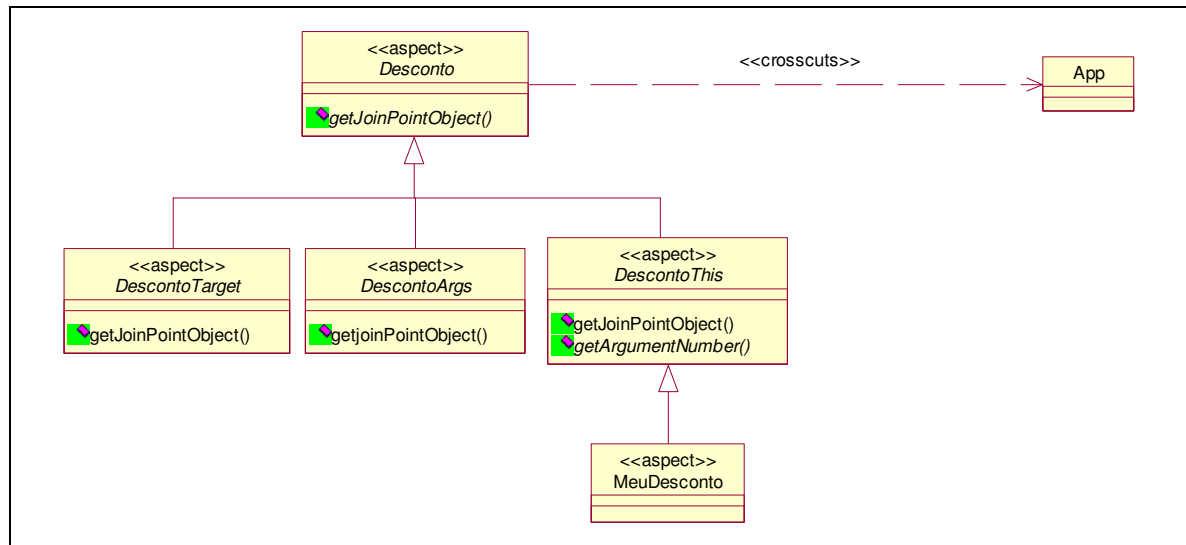 <<aspect>>
Desconto
getJoinPointObject()
<<crosscuts>>
App
<<aspect>>
DescontoTarget
getJoinPointObject()
<<aspect>>
DescontoArgs
getjoinPointObject()
<<aspect>>
DescontoThis
getJoinPointObject()
getArgumentNumber()
<<aspect>>
MeuDesconto